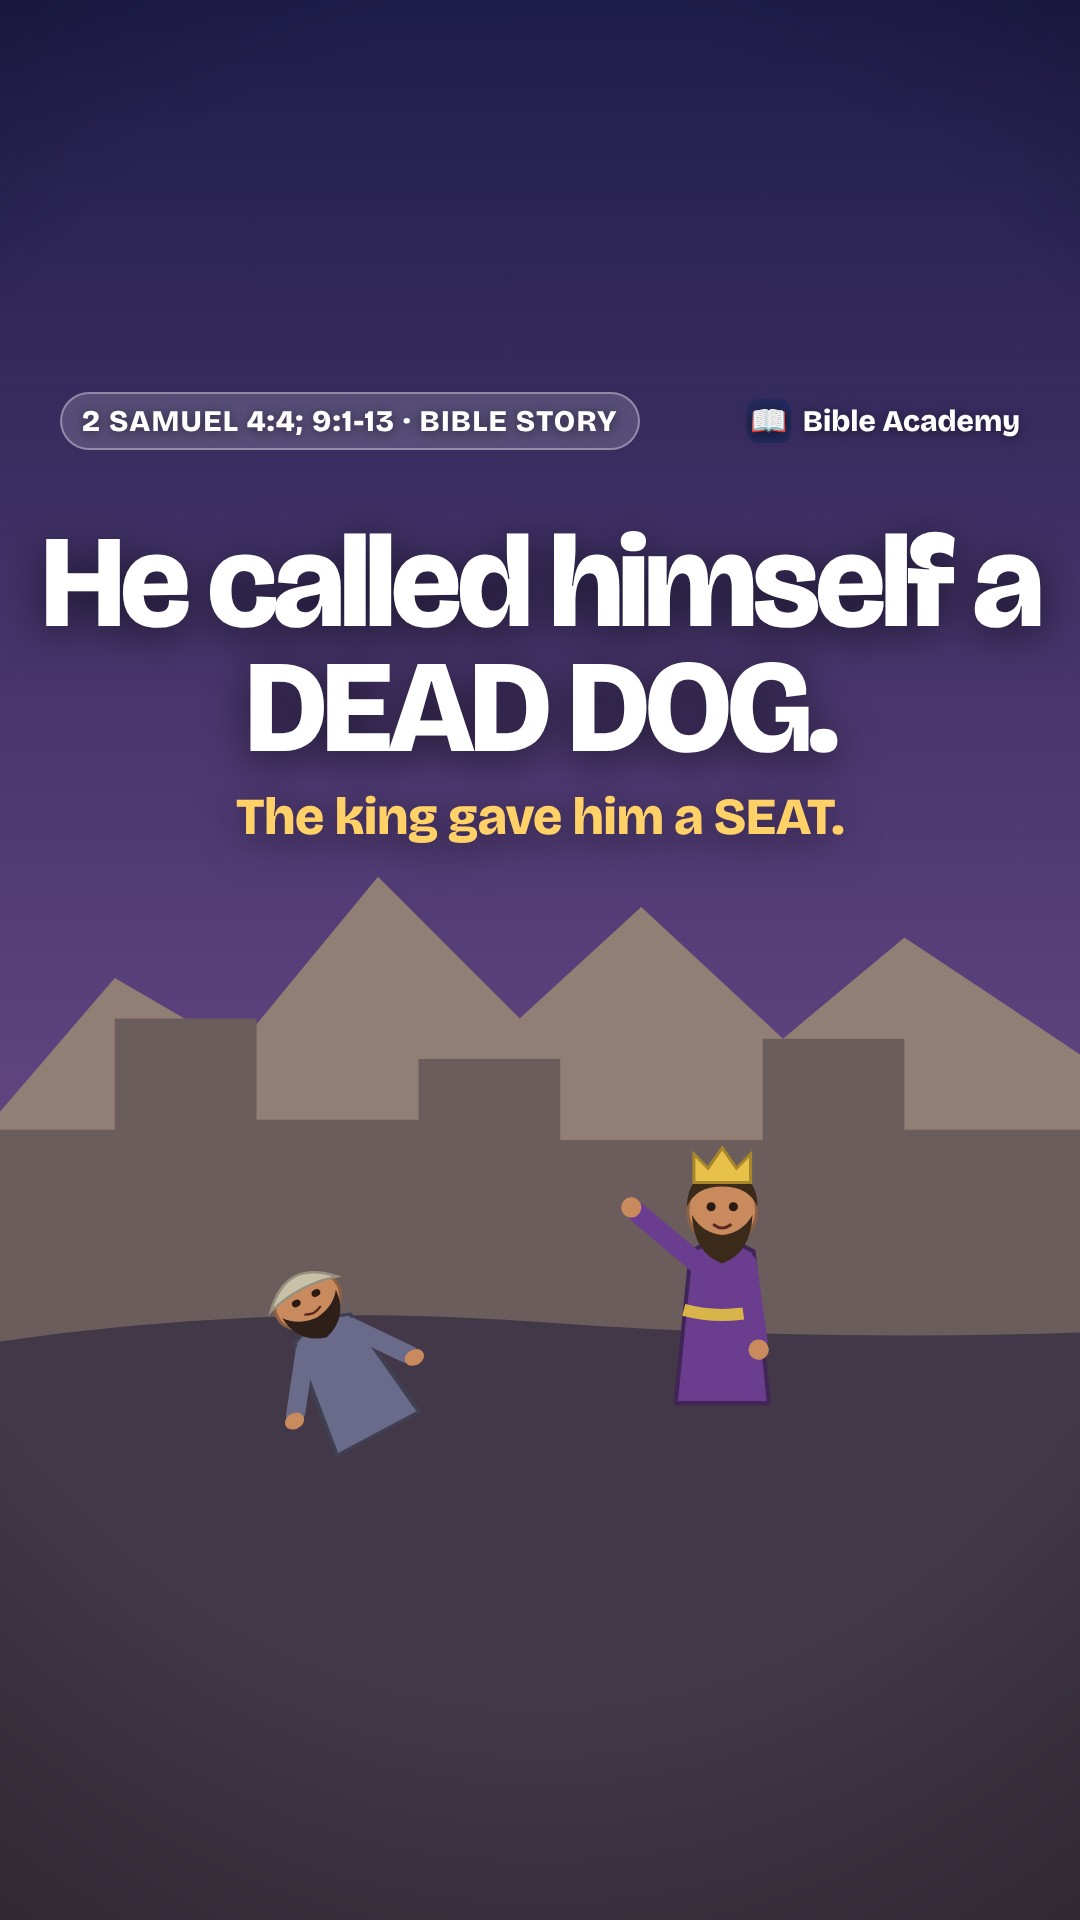 2 SAMUEL 4:4; 9:1-13 • BIBLE STORY
Bible Academy
He called himself a
DEAD DOG.
The king gave him a SEAT.